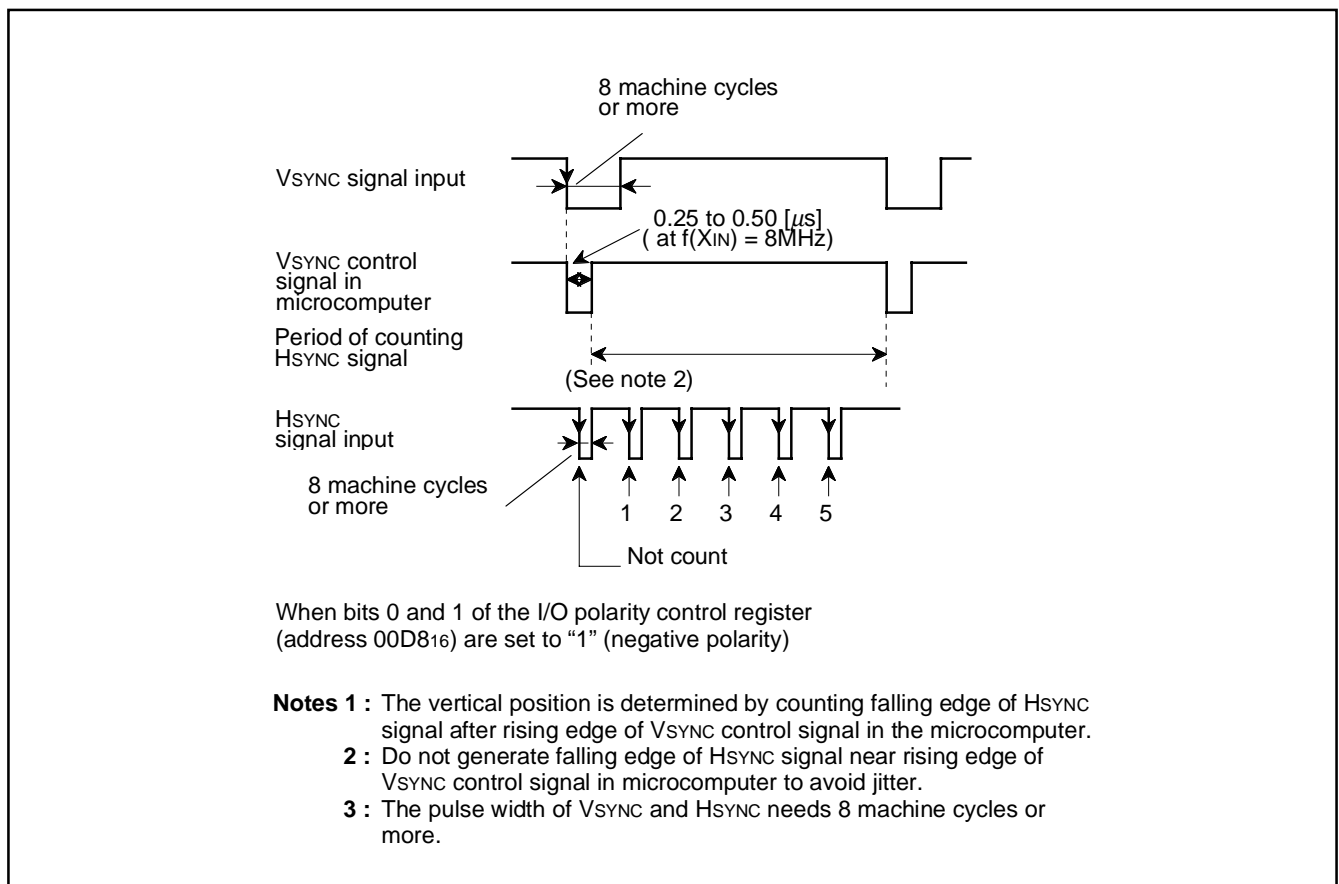 8 machine cycles
or more
VSYNC signal input
0.25 to 0.50 [μs]
( at f(XIN) = 8MHz)
VSYNC control
signal in
microcomputer
Period of counting
HSYNC signal
(See note 2)
HSYNC
signal input
8 machine cycles
or more
1 2 3 4 5
Not count
When bits 0 and 1 of the I/O polarity control register
(address 00D816) are set to “1” (negative polarity)
Notes 1 : The vertical position is determined by counting falling edge of HSYNC
signal after rising edge of VSYNC control signal in the microcomputer.
2 : Do not generate falling edge of HSYNC signal near rising edge of
VSYNC control signal in microcomputer to avoid jitter.
3 : The pulse width of VSYNC and HSYNC needs 8 machine cycles or
more.